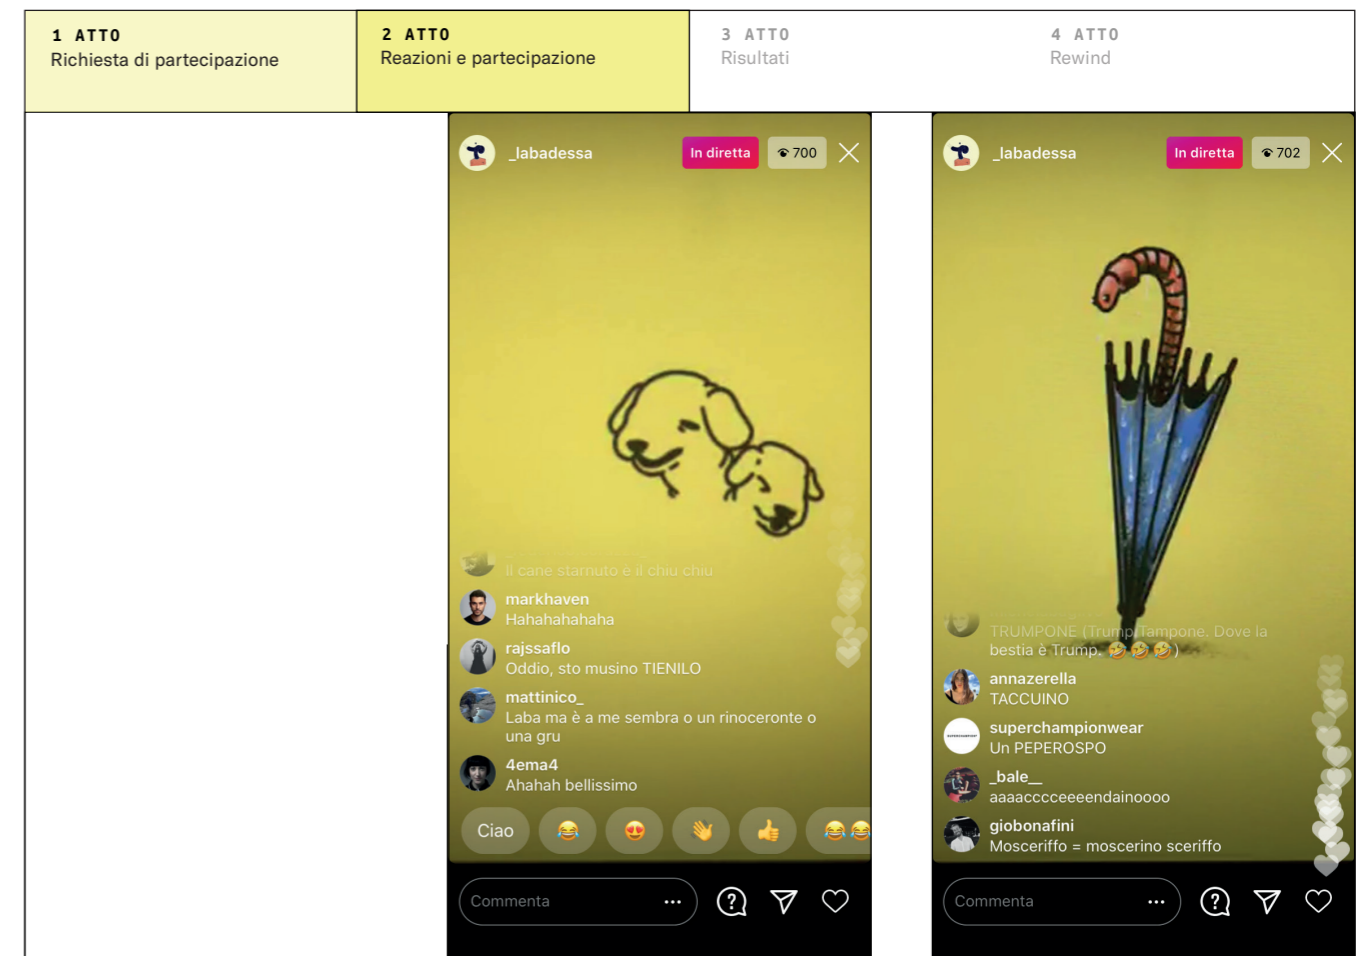 1 ATTO
Richiesta di partecipazione
2 ATTO
Reazioni e partecipazione
3 ATTO
Risultati
4 ATTO
Rewind
_labadessa
In diretta
700
Il cane starnuto è il chiu chiu
markhaven
Hahahahahaha
rajssaflo
Oddio, sto musino TIENILO
mattinico_
Laba ma è a me sembra o un rinoceronte o
una gru
4ema4
Ahahah bellissimo
Ciao
Commenta
_labadessa
In diretta
702
TRUMPONE (Trump Tampone. Dove la
bestia è Trump. 🤣🤣🤣)
annazerella
TACCUINO
superchampionwear
Un PEPEROSPO
_bale__
aaaacccceeeendainoooo
giobonafini
Mosceriffo = moscerino sceriffo
Commenta